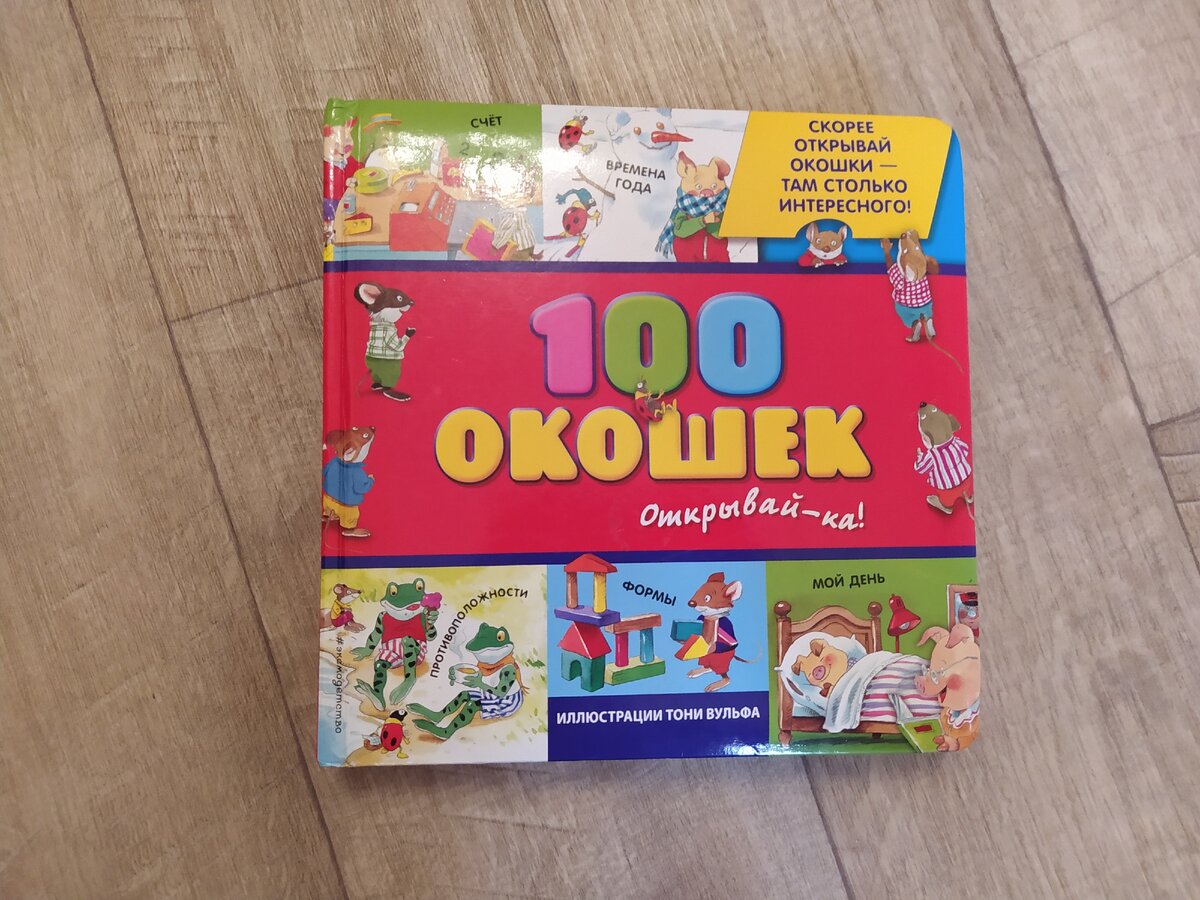 СЧЁТ
ВРЕМЕНА
ГОДА
СКОРЕЕ
ОТКРЫВАЙ
ОКОШКИ —
ТАМ СТОЛЬКО
ИНТЕРЕСНОГО!
100
ОКОШЕК
Открывай-ка!
ПРОТИВОПОЛОЖНОСТИ
ФОРМЫ
МОЙ ДЕНЬ
#эксмодетство
ИЛЛЮСТРАЦИИ ТОНИ ВУЛЬФА